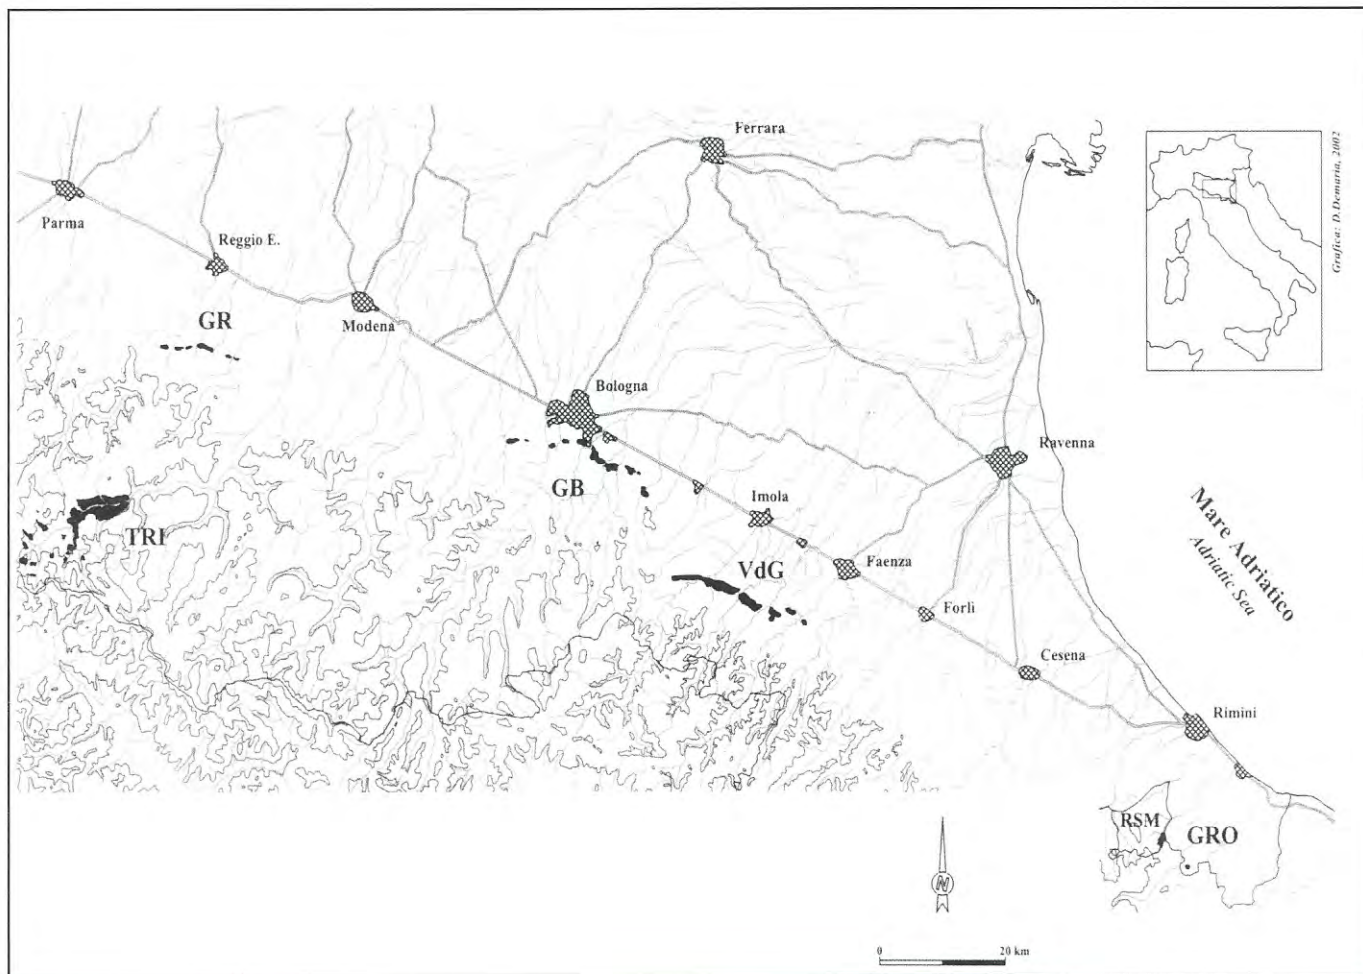 Ferrara
Parma
Reggio E.
Modena
GR
Bologna
Ravenna
GB
Imola
TRI
VdG
Faenza
Forlì
Cesena
Rimini
Mare Adriatico
Adriatic Sea
RSM
GRO
N
0
20 km
Grafica: D.Demaria, 2002